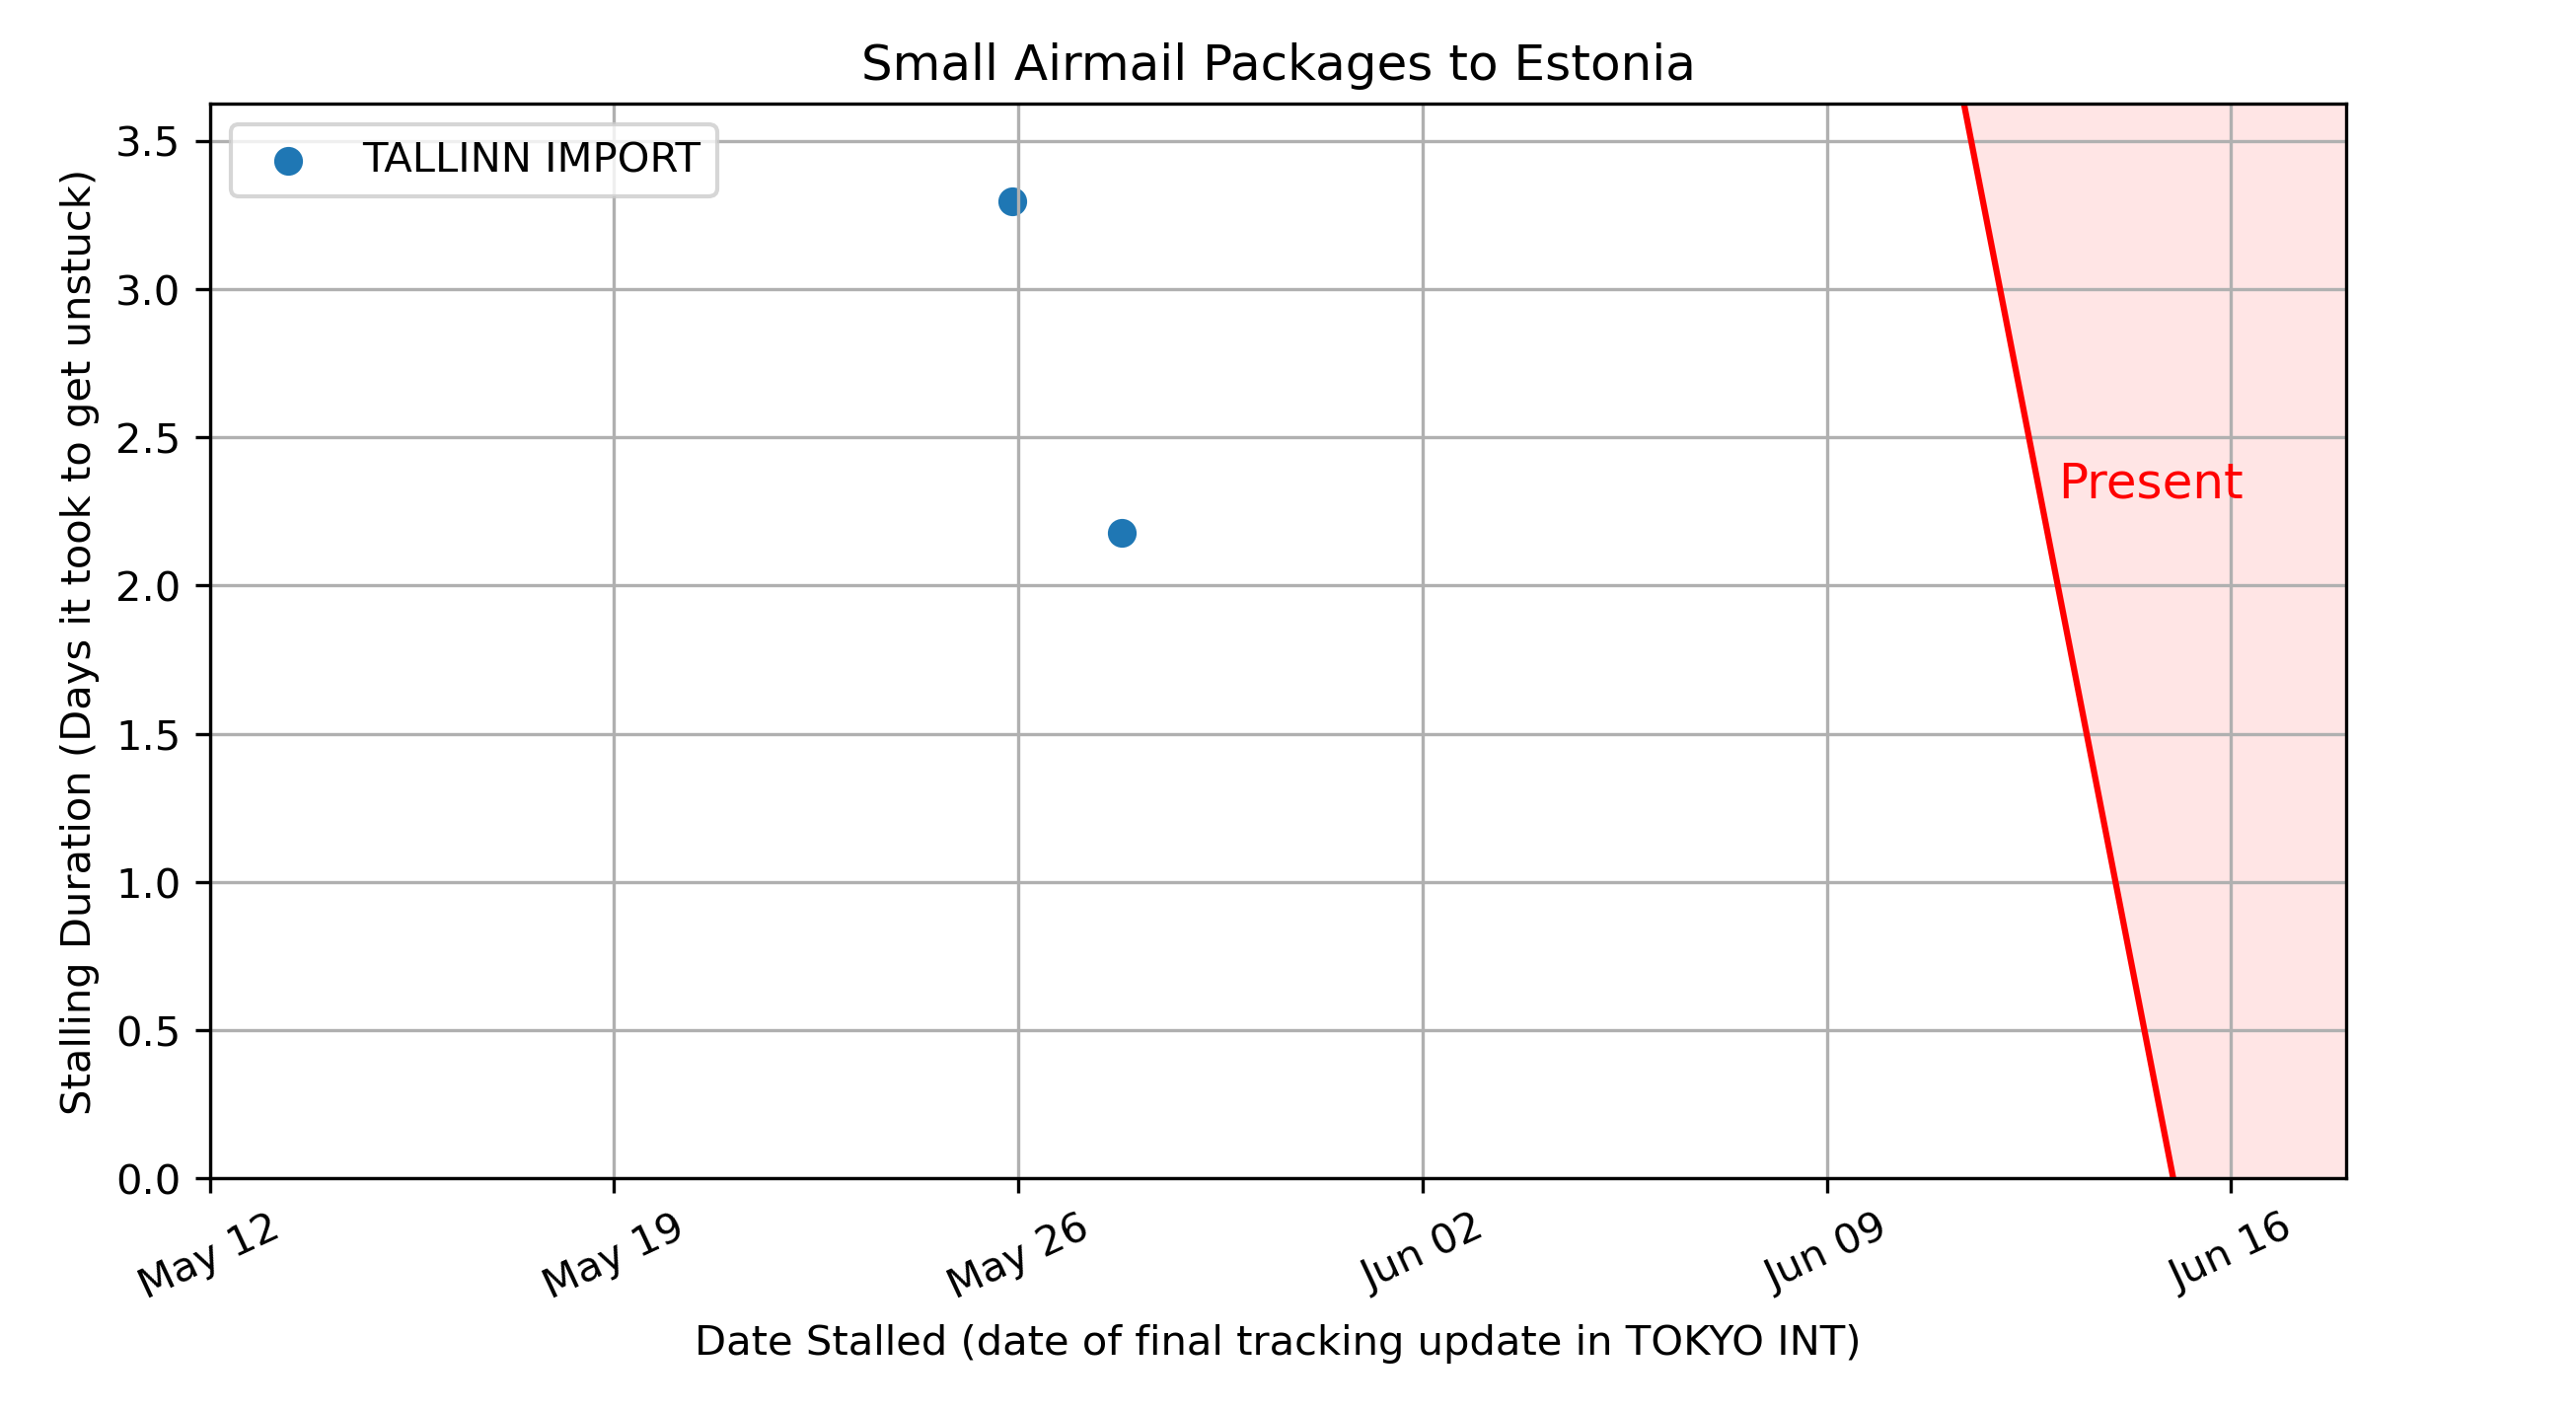 Small Airmail Packages to Estonia
TALLINN IMPORT
Stalling Duration (Days it took to get unstuck)
3.5
3.0
2.5
2.0
1.5
1.0
0.5
0.0
Present
May 12
May 19
May 26
Jun 02
Jun 09
Jun 16
Date Stalled (date of final tracking update in TOKYO INT)